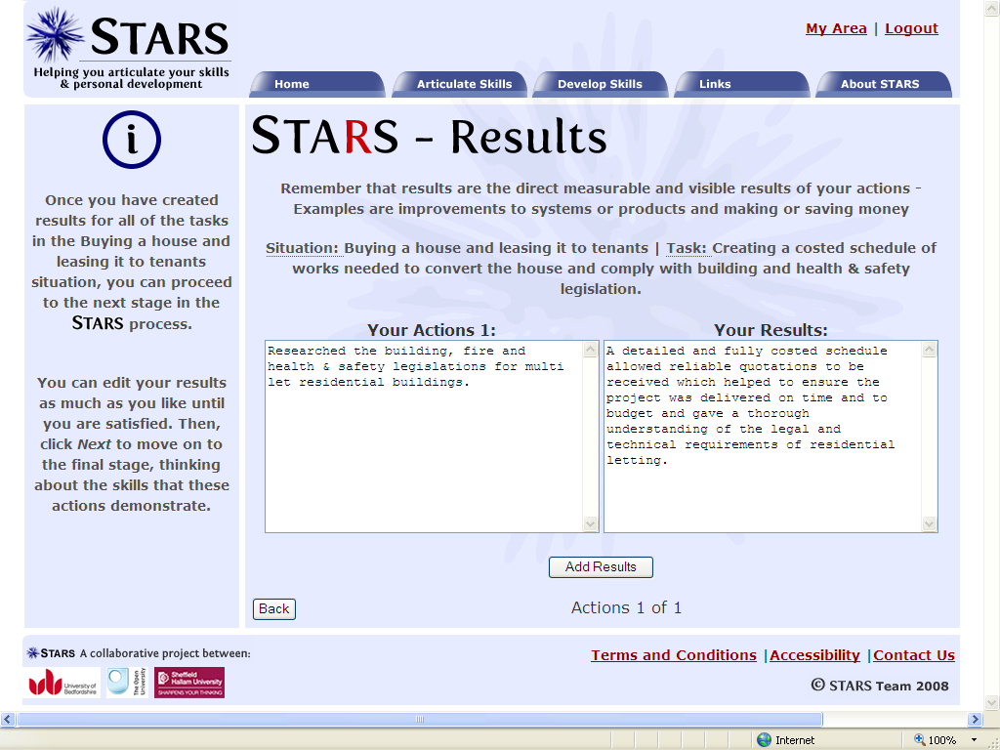 STARS
Helping you articulate your skills
& personal development
My Area | Logout
Home
Articulate Skills
Develop Skills
Links
About STARS
i
Once you have created
results for all of the tasks
in the Buying a house and
leasing it to tenants
situation, you can proceed
to the next stage in the
STARS process.
You can edit your results
as much as you like until
you are satisfied. Then,
click Next to move on to
the final stage, thinking
about the skills that these
actions demonstrate.
STARS - Results
Remember that results are the direct measurable and visible results of your actions -
Examples are improvements to systems or products and making or saving money
Situation: Buying a house and leasing it to tenants | Task: Creating a costed schedule of
works needed to convert the house and comply with building and health & safety
legislation.
Your Actions 1:
Researched the building, fire and
health & safety legislations for multi
let residential buildings.
Your Results:
A detailed and fully costed schedule
allowed reliable quotations to be
received which helped to ensure the
project was delivered on time and to
budget and gave a thorough
understanding of the legal and
technical requirements of residential
letting.
Add Results
Back
Actions 1 of 1
STARS A collaborative project between:
University of
Bedfordshire
The Open
University
Sheffield
Hallam University
SHARPENS YOUR THINKING
Terms and Conditions | Accessibility | Contact Us
© STARS Team 2008
Internet
100%